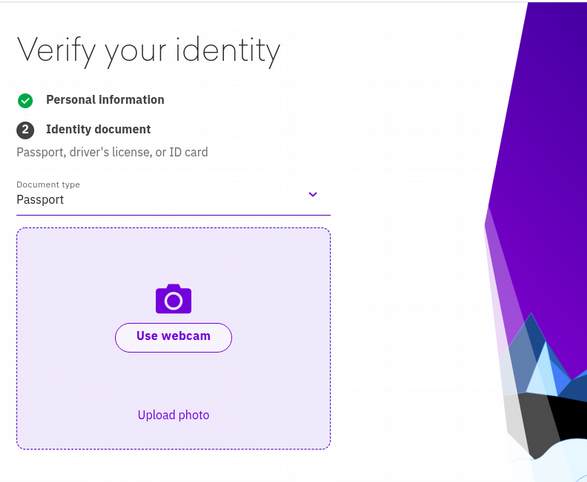 Verify your identity
Personal information
2 Identity document
Passport, driver's license, or ID card
Document type
Passport
Use webcam
Upload photo